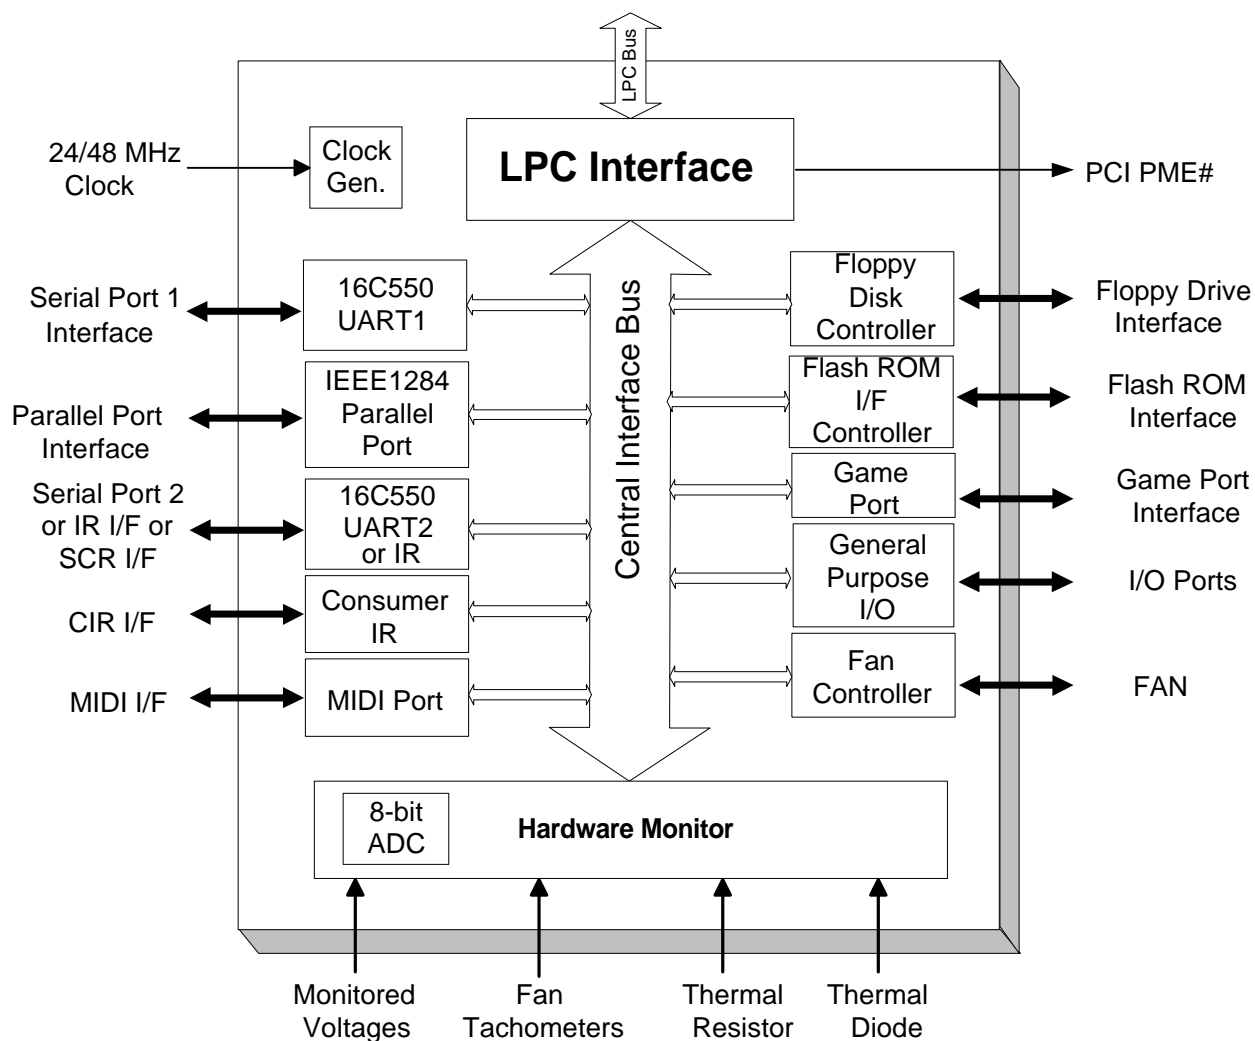 LPC Bus
24/48 MHz
Clock
Clock
Gen.
LPC Interface
PCI PME#
Serial Port 1
Interface
16C550
UART1
Parallel Port
Interface
IEEE1284
Parallel
Port
Serial Port 2
or IR I/F or
SCR I/F
16C550
UART2
or IR
CIR I/F
Consumer
IR
MIDI I/F
MIDI Port
Central Interface Bus
Floppy
Disk
Controller
Floppy Drive
Interface
Flash ROM
I/F
Controller
Flash ROM
Interface
Game
Port
Game Port
Interface
General
Purpose
I/O
I/O Ports
Fan
Controller
FAN
8-bit
ADC
Hardware Monitor
Monitored
Voltages
Fan
Tachometers
Thermal
Resistor
Thermal
Diode